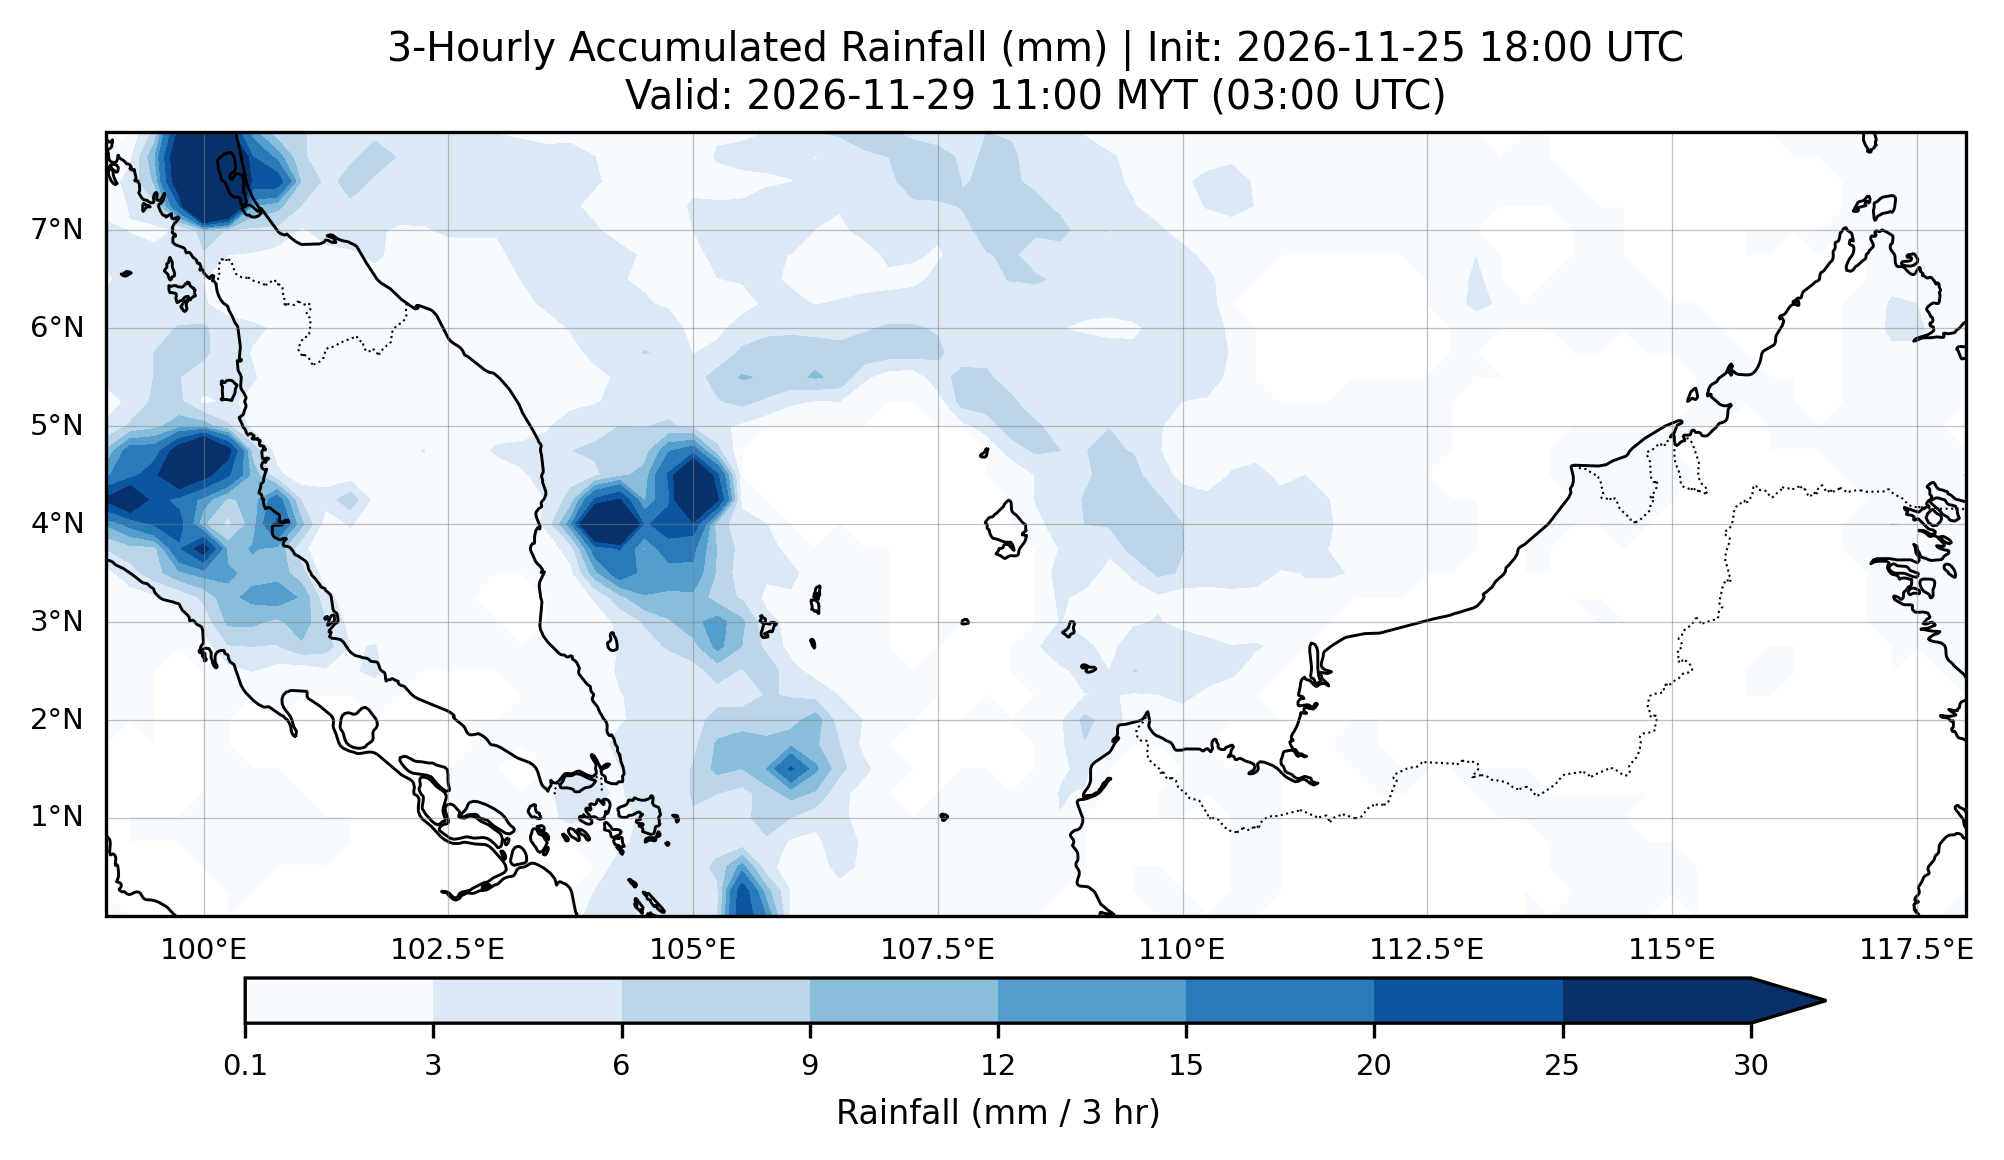 3-Hourly Accumulated Rainfall (mm) | Init: 2026-11-25 18:00 UTC
Valid: 2026-11-29 11:00 MYT (03:00 UTC)
7°N
6°N
5°N
4°N
3°N
2°N
1°N
100°E 102.5°E 105°E 107.5°E 110°E 112.5°E 115°E 117.5°E
0.1 3 6 9 12 15 20 25 30
Rainfall (mm / 3 hr)